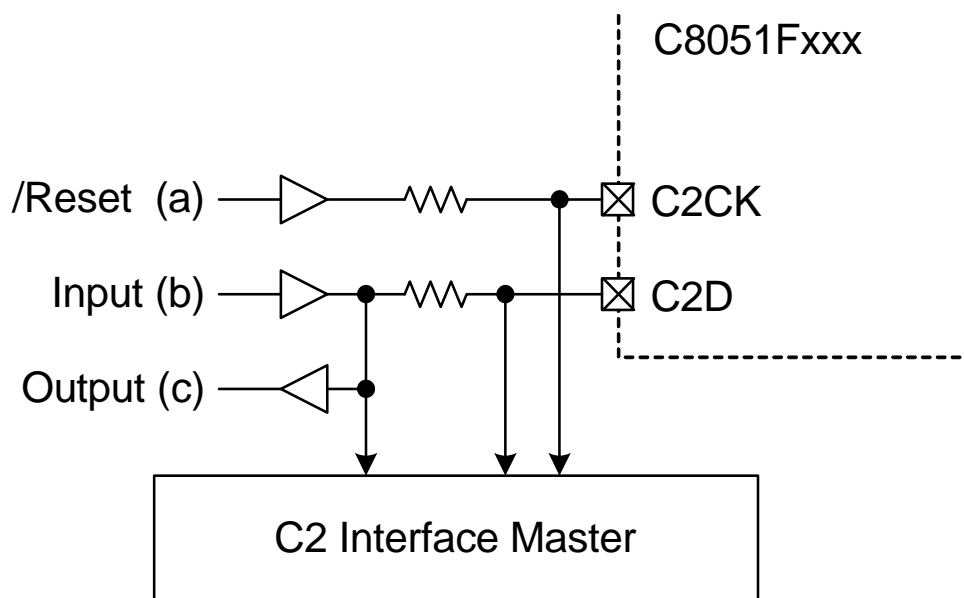 C8051Fxxx
/Reset (a)
C2CK
Input (b)
C2D
Output (c)
C2 Interface Master